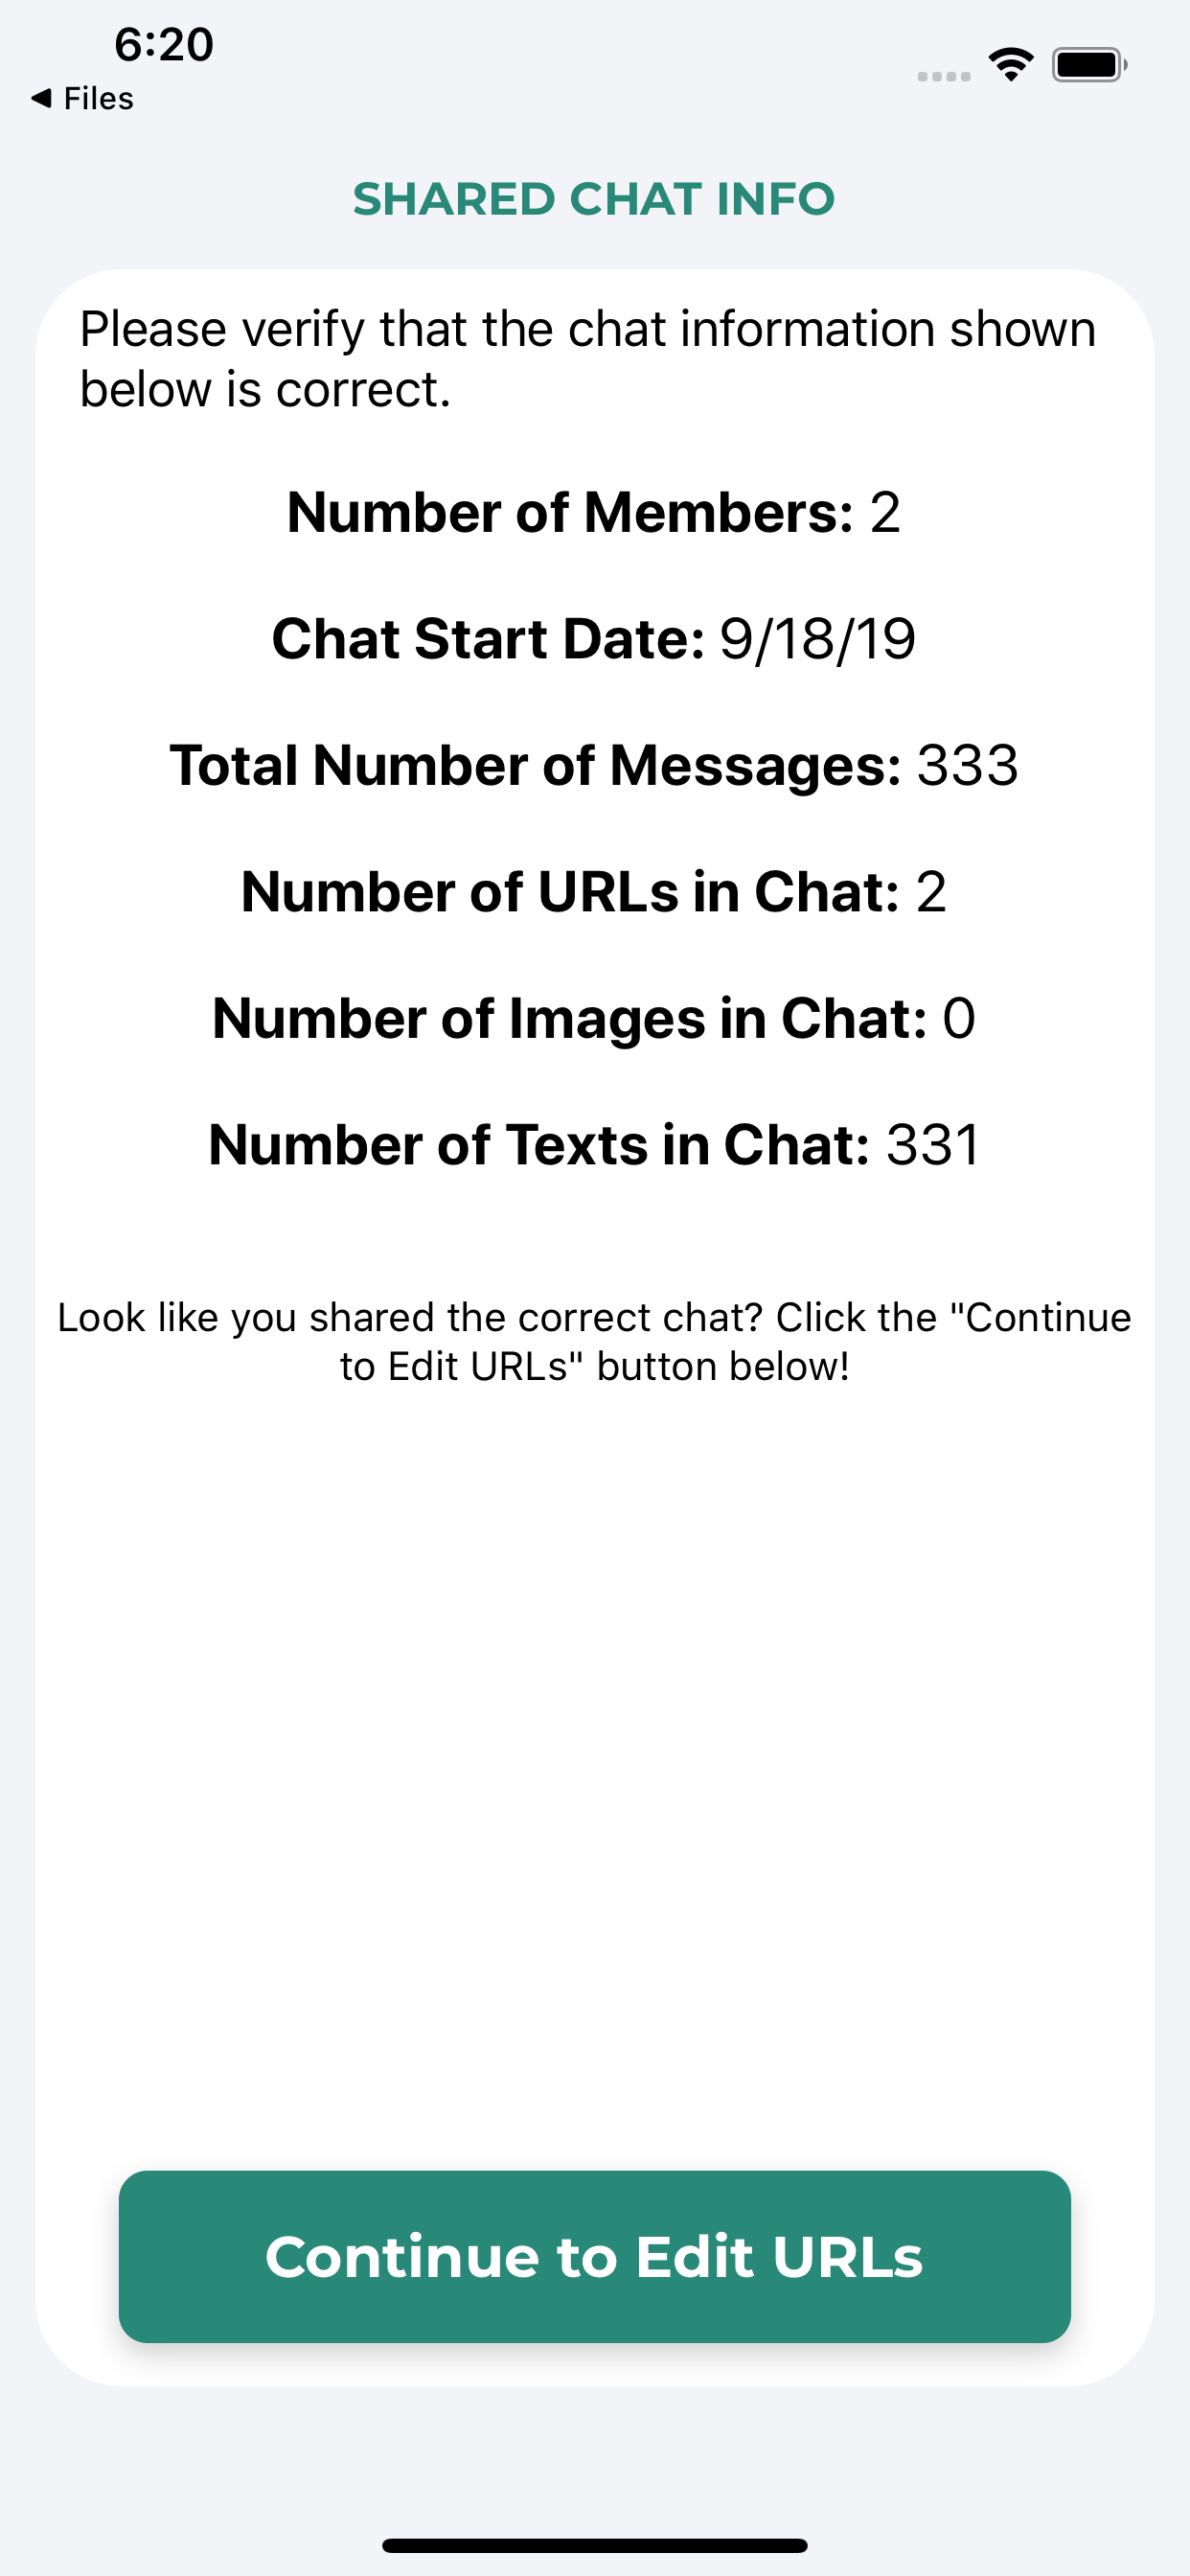 6:20
◀ Files
SHARED CHAT INFO
Please verify that the chat information shown
below is correct.
Number of Members: 2
Chat Start Date: 9/18/19
Total Number of Messages: 333
Number of URLs in Chat: 2
Number of Images in Chat: 0
Number of Texts in Chat: 331
Look like you shared the correct chat? Click the "Continue
to Edit URLs" button below!
Continue to Edit URLs